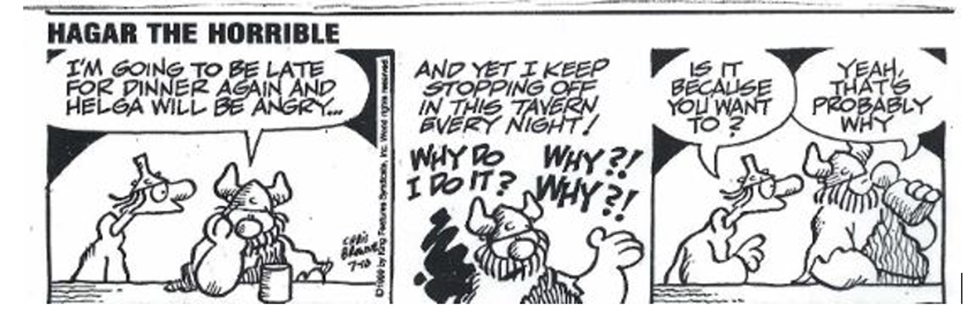 HAGAR THE HORRIBLE
I'M GOING TO BE LATE
FOR DINNER AGAIN AND
HELGA WILL BE ANGRY...
CHRIS
BROWNE
7-10
©1999 by King Features Syndicate, Inc. World rights reserved
AND YET I KEEP
STOPPING OFF
IN THIS TAVERN
EVERY NIGHT!
WHY DO
I DO IT?
WHY?!
WHY?!
IS IT
BECAUSE
YOU WANT
TO?
YEAH,
THAT'S
PROBABLY
WHY